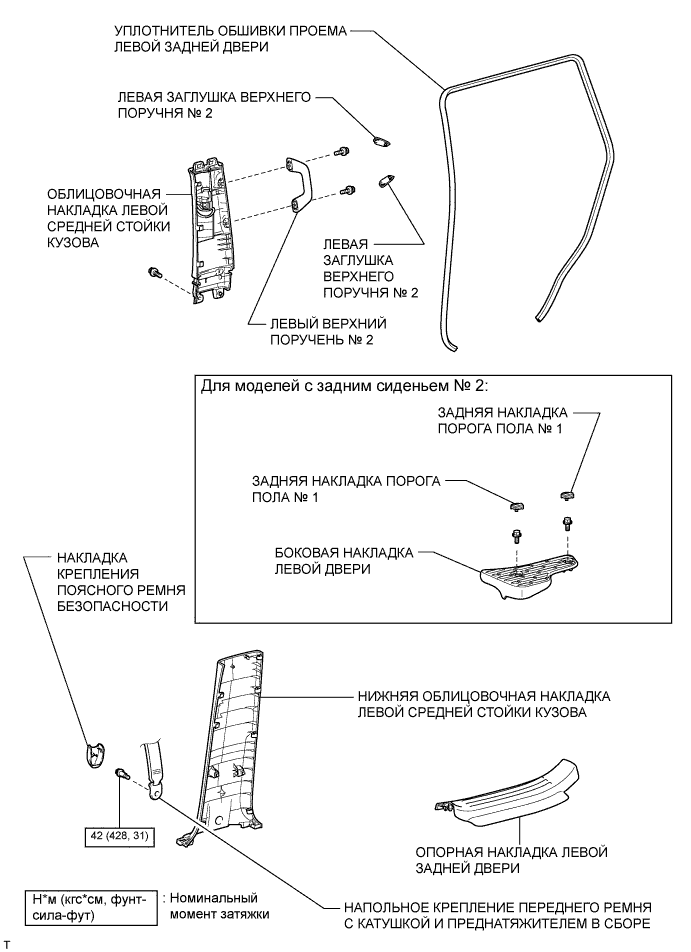 УПЛОТНИТЕЛЬ ОБШИВКИ ПРОЕМА
ЛЕВОЙ ЗАДНЕЙ ДВЕРИ
ЛЕВАЯ ЗАГЛУШКА ВЕРХНЕГО
ПОРУЧНЯ № 2
ОБЛИЦОВОЧНАЯ
НАКЛАДКА ЛЕВОЙ
СРЕДНЕЙ СТОЙКИ
КУЗОВА
ЛЕВАЯ
ЗАГЛУШКА
ВЕРХНЕГО
ПОРУЧНЯ № 2
ЛЕВЫЙ ВЕРХНИЙ
ПОРУЧЕНЬ № 2
Для моделей с задним сиденьем № 2:
ЗАДНЯЯ НАКЛАДКА
ПОРОГА ПОЛА № 1
ЗАДНЯЯ НАКЛАДКА ПОРОГА
ПОЛА № 1
БОКОВАЯ НАКЛАДКА
ЛЕВОЙ ДВЕРИ
НАКЛАДКА
КРЕПЛЕНИЯ
ПОЯСНОГО РЕМНЯ
БЕЗОПАСНОСТИ
НИЖНЯЯ ОБЛИЦОВОЧНАЯ НАКЛАДКА
ЛЕВОЙ СРЕДНЕЙ СТОЙКИ КУЗОВА
42 (428, 31)
ОПОРНАЯ НАКЛАДКА ЛЕВОЙ
ЗАДНЕЙ ДВЕРИ
Н*м (кгс*см, фунт-
сила-фут)
: Номинальный
момент затяжки
НАПОЛЬНОЕ КРЕПЛЕНИЕ ПЕРЕДНЕГО РЕМНЯ
С КАТУШКОЙ И ПРЕДНАТЯЖИТЕЛЕМ В СБОРЕ
T